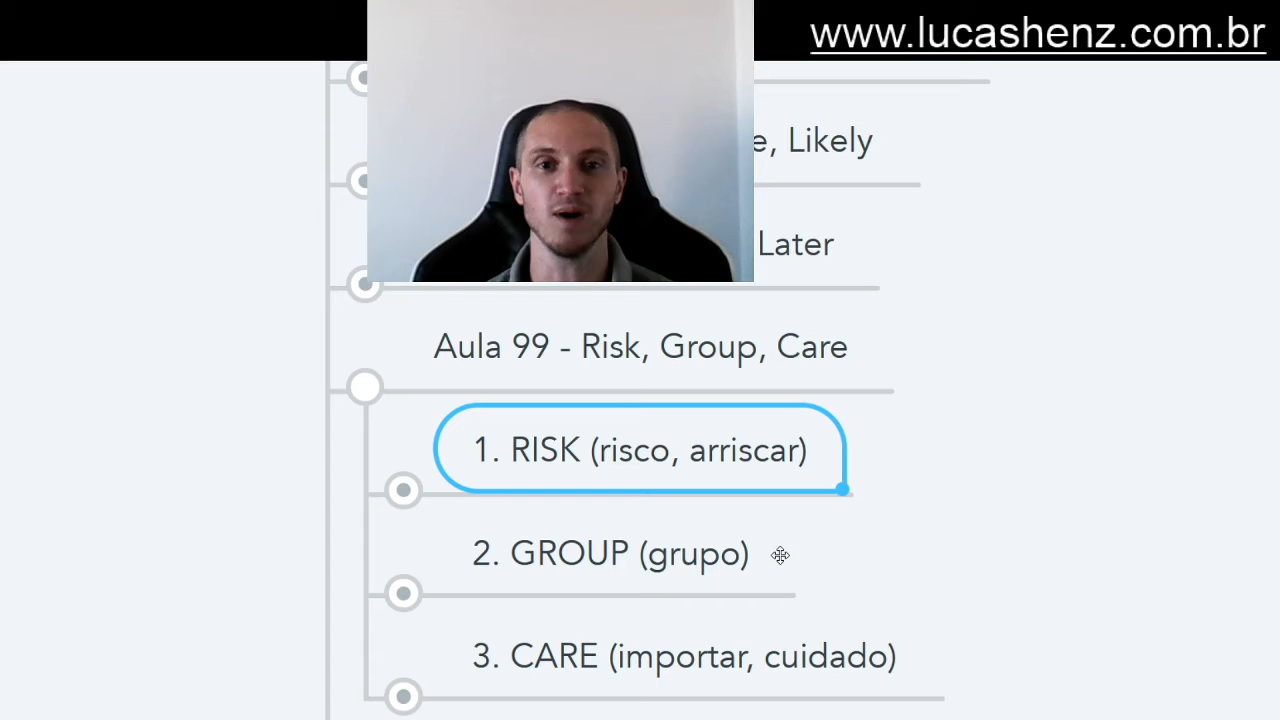 www.lucashenz.com.br
Likely
Later
Aula 99 - Risk, Group, Care
1. RISK (risco, arriscar)
2. GROUP (grupo)
3. CARE (importar, cuidado)